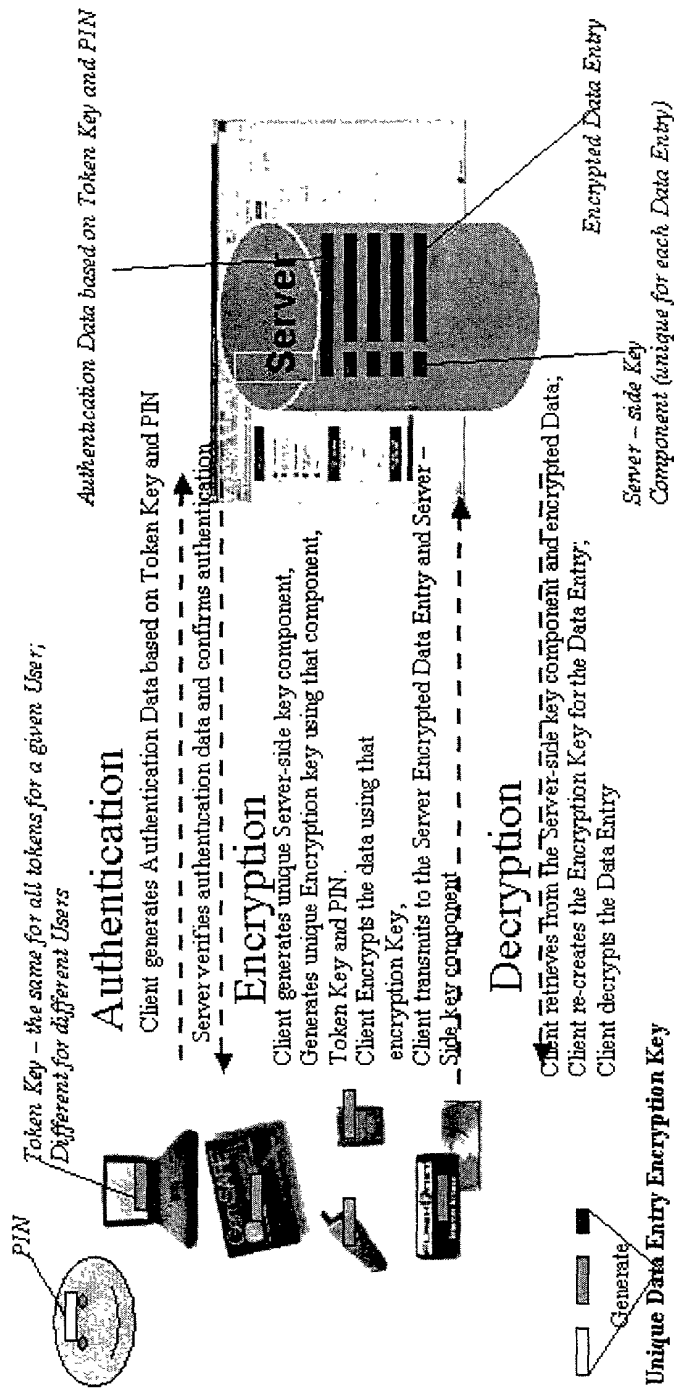 PIN
Token Key – the same for all tokens for a given User;
Different for different Users
Authentication
Client generates Authentication Data based on Token Key and PIN
Server verifies authentication data and confirms authentication
Encryption
Client generates unique Server-side key component,
Generates unique Encryption key using that component,
Token Key and PIN.
Client Encrypts the data using that
encryption Key,
Client transmits to the Server Encrypted Data Entry and Server –
Side key component
Decryption
Client retrieves from the Server-side key component and encrypted Data;
Client re-creates the Encryption Key for the Data Entry;
Client decrypts the Data Entry
Authentication Data based on Token Key and PIN
Server
Encrypted Data Entry
Server – side Key
Component (unique for each Data Entry)
Generate
Unique Data Entry Encryption Key